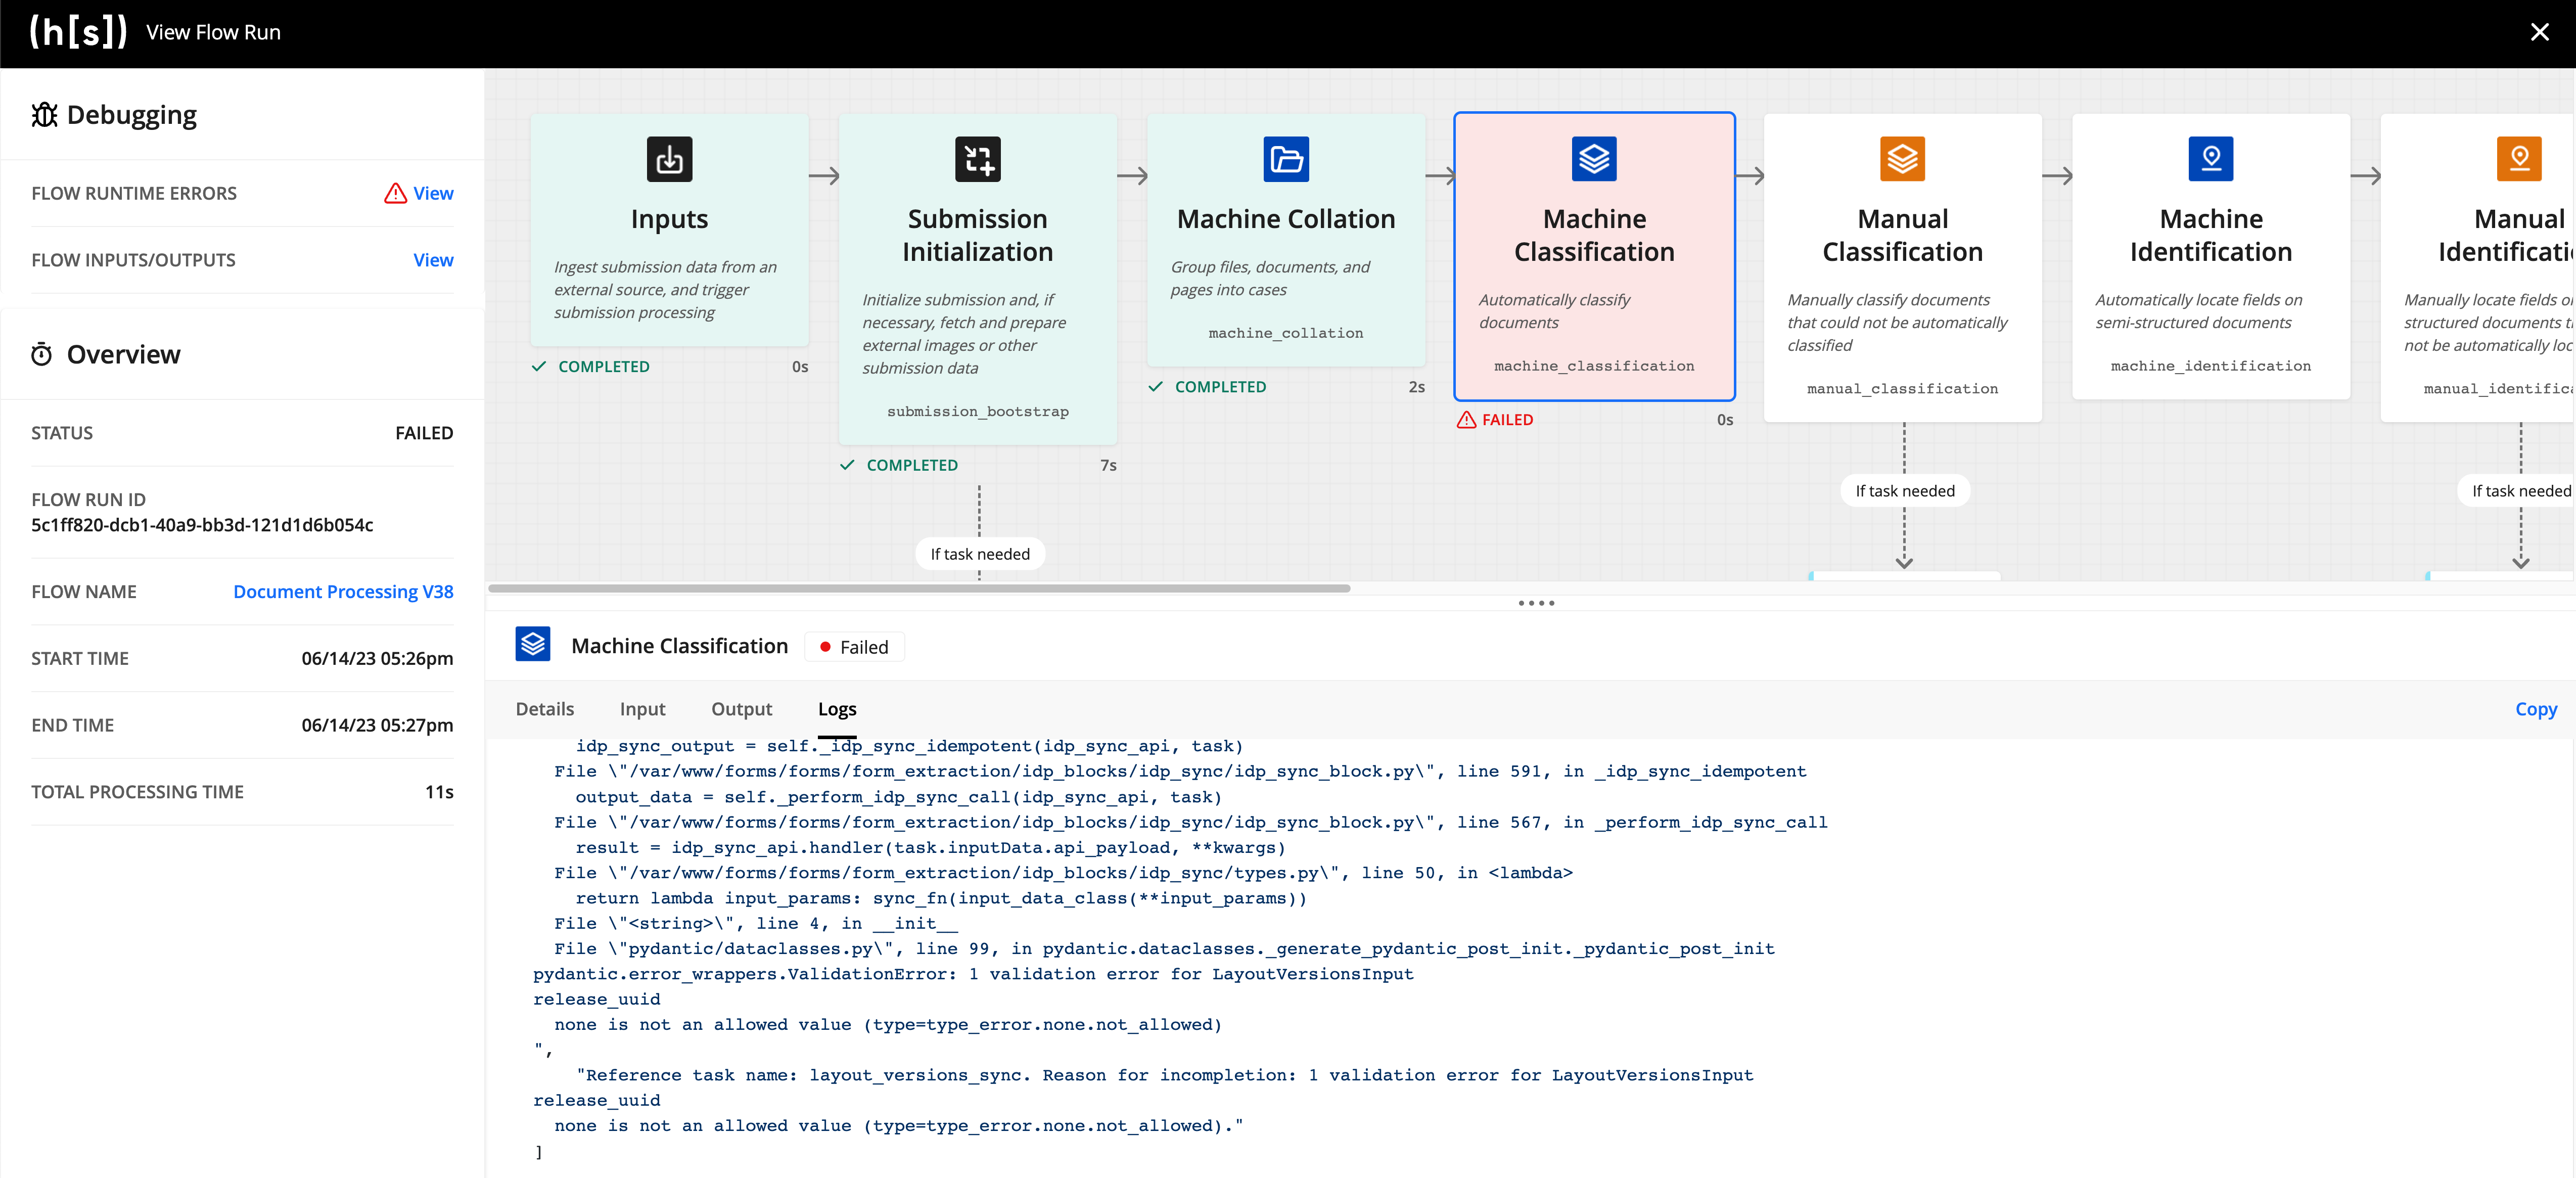 (h[s]) View Flow Run
Debugging
FLOW RUNTIME ERRORS View
FLOW INPUTS/OUTPUTS View
Overview
STATUS FAILED
FLOW RUN ID
5c1ff820-dcb1-40a9-bb3d-121d1d6b054c
FLOW NAME Document Processing V38
START TIME 06/14/23 05:26pm
END TIME 06/14/23 05:27pm
TOTAL PROCESSING TIME 11s
Inputs
Ingest submission data from an
external source, and trigger
submission processing
COMPLETED 0s
Submission
Initialization
Initialize submission and, if
necessary, fetch and prepare
external images or other
submission data
submission_bootstrap
COMPLETED 7s
If task needed
Machine Collation
Group files, documents, and
pages into cases
machine_collation
COMPLETED 2s
Machine
Classification
Automatically classify
documents
machine_classification
FAILED 0s
Manual
Classification
Manually classify documents
that could not be automatically
classified
manual_classification
If task needed
Machine
Identification
Automatically locate fields on
semi-structured documents
machine_identification
Manual
Identificati
Manually locate fields
structured documents
not be automatically loc
manual_identific
If task needed
Machine Classification Failed
Details Input Output Logs Copy
idp_sync_output = self._idp_sync_idempotent(idp_sync_api, task)
File \"/var/www/forms/forms/form_extraction/idp_blocks/idp_sync/idp_sync_block.py\", line 591, in _idp_sync_idempotent
output_data = self._perform_idp_sync_call(idp_sync_api, task)
File \"/var/www/forms/forms/form_extraction/idp_blocks/idp_sync/idp_sync_block.py\", line 567, in _perform_idp_sync_call
result = idp_sync_api.handler(task.inputData.api_payload, **kwargs)
File \"/var/www/forms/forms/form_extraction/idp_blocks/idp_sync/types.py\", line 50, in <lambda>
return lambda input_params: sync_fn(input_data_class(**input_params))
File \"<string>\", line 4, in __init__
File \"pydantic/dataclasses.py\", line 99, in pydantic.dataclasses._generate_pydantic_post_init._pydantic_post_init
pydantic.error_wrappers.ValidationError: 1 validation error for LayoutVersionsInput
release_uuid
none is not an allowed value (type=type_error.none.not_allowed)
",
"Reference task name: layout_versions_sync. Reason for incompletion: 1 validation error for LayoutVersionsInput
release_uuid
none is not an allowed value (type=type_error.none.not_allowed)."
]